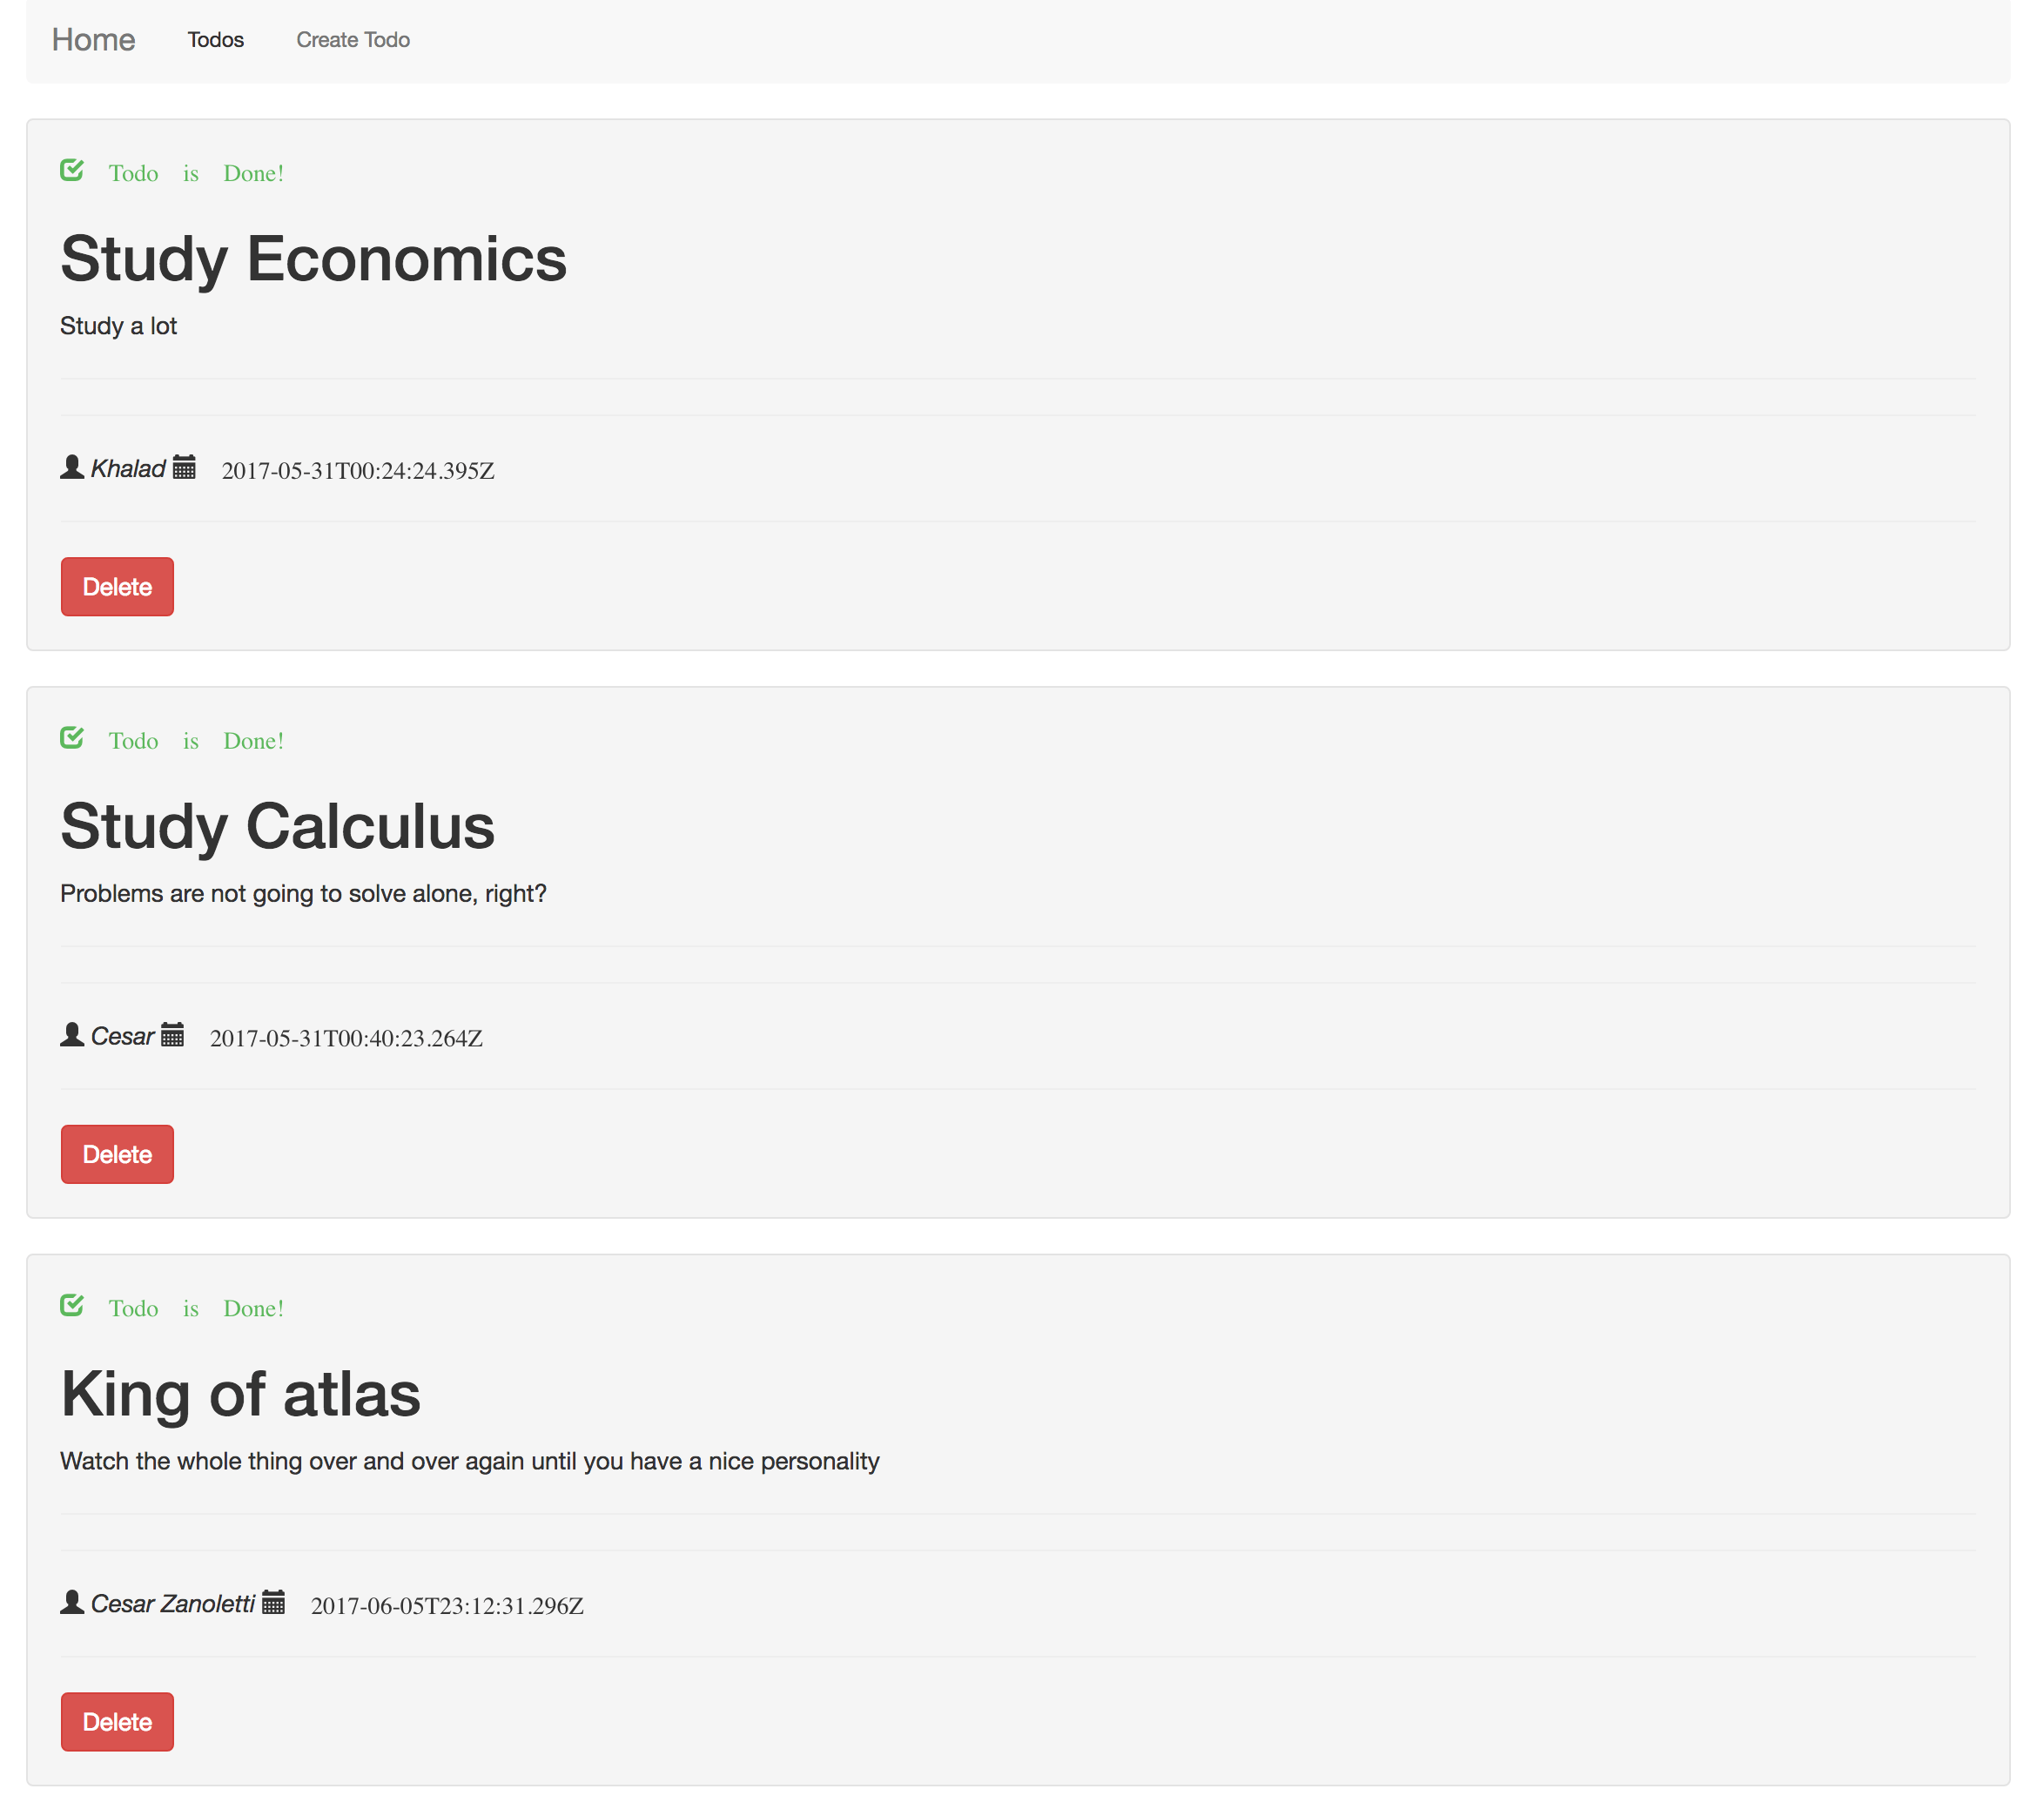 Home Todos Create Todo
Todo is Done!
Study Economics
Study a lot
Khalad 2017-05-31T00:24:24.395Z
Delete
Todo is Done!
Study Calculus
Problems are not going to solve alone, right?
Cesar 2017-05-31T00:40:23.264Z
Delete
Todo is Done!
King of atlas
Watch the whole thing over and over again until you have a nice personality
Cesar Zanoletti 2017-06-05T23:12:31.296Z
Delete